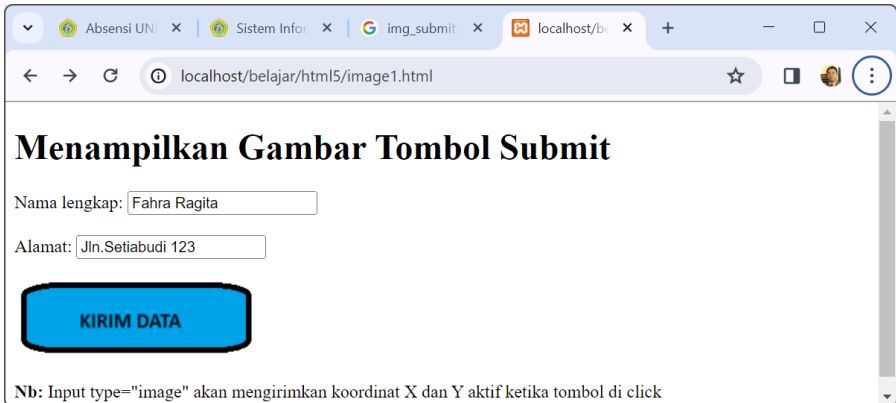 Absensi UNI
Sistem Infor
img_submit.
localhost/be
localhost/belajar/html5/image1.html
Menampilkan Gambar Tombol Submit
Nama lengkap: Fahra Ragita
Alamat: Jln.Setiabudi 123
KIRIM DATA
Nb: Input type="image" akan mengirimkan koordinat X dan Y aktif ketika tombol di click